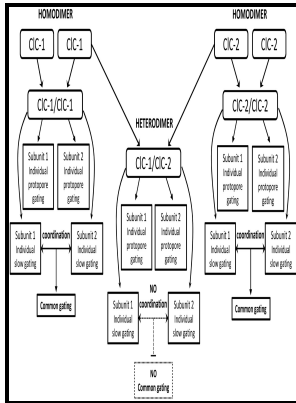 HOMODIMER
HOMODIMER
ClC-1
ClC-1
ClC-2
ClC-2
ClC-1/ClC-1
ClC-2/ClC-2
HETERODIMER
ClC-1/ClC-2
Subunit 1
Individual
protopore
gating
Subunit 2
Individual
protopore
gating
Subunit 1
Individual
protopore
gating
Subunit 2
Individual
protopore
gating
Subunit 1
Individual
protopore
gating
Subunit 2
Individual
protopore
gating
Subunit 1
Individual
slow gating
coordination
Subunit 2
Individual
slow gating
Subunit 1
Individual
slow gating
coordination
Subunit 2
Individual
slow gating
Common gating
Common gating
Subunit 1
Individual
slow gating
NO
coordination
Subunit 2
Individual
slow gating
NO
Common gating